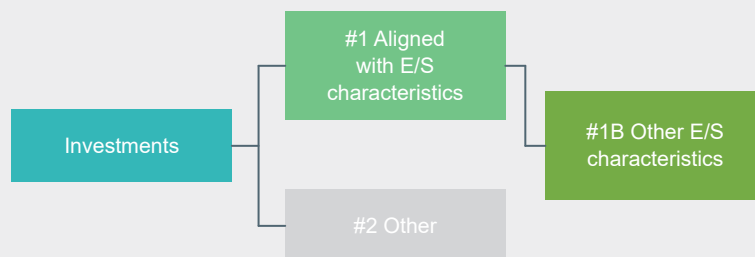 #1 Aligned
with E/S
characteristics
Investments
#1B Other E/S
characteristics
#2 Other